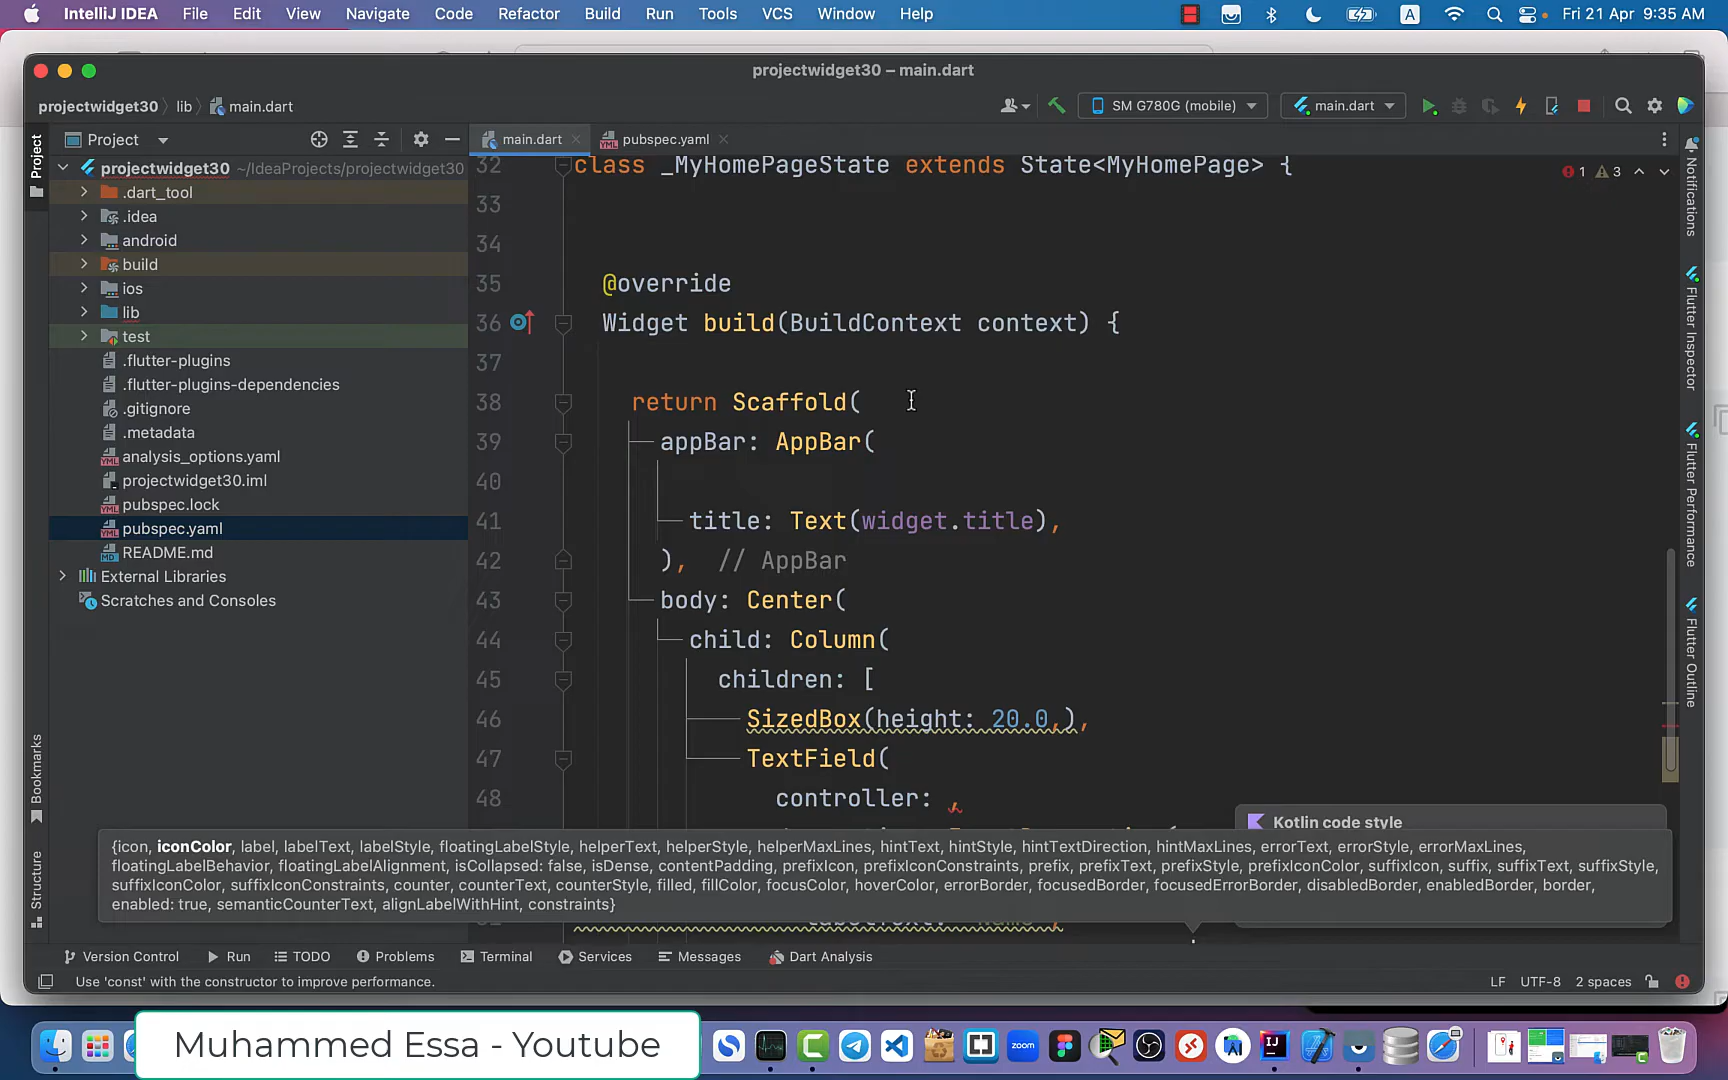 IntelliJ IDEA File Edit View Navigate Code Refactor Build Run Tools VCS Window Help A Fri 21 Apr 9:35 AM
projectwidget30 – main.dart
projectwidget30 lib main.dart SM G780G (mobile) main.dart
Project main.dart pubspec.yaml
Project
Notifications
Flutter Inspector
Flutter Performance
Flutter Outline
Bookmarks
Structure
projectwidget30 ~/IdeaProjects/projectwidget30
.dart_tool
.idea
android
build
ios
lib
test
.flutter-plugins
.flutter-plugins-dependencies
.gitignore
.metadata
analysis_options.yaml
projectwidget30.iml
pubspec.lock
pubspec.yaml
README.md
External Libraries
Scratches and Consoles
1 3
32 class _MyHomePageState extends State<MyHomePage> {
33
34
35 @override
36 Widget build(BuildContext context) {
37
38 return Scaffold(
39 appBar: AppBar(
40
41 title: Text(widget.title),
42 ), // AppBar
43 body: Center(
44 child: Column(
45 children: [
46 SizedBox(height: 20.0,),
47 TextField(
48 controller: ,
Kotlin code style
{icon, iconColor, label, labelText, labelStyle, floatingLabelStyle, helperText, helperStyle, helperMaxLines, hintText, hintStyle, hintTextDirection, hintMaxLines, errorText, errorStyle, errorMaxLines,
floatingLabelBehavior, floatingLabelAlignment, isCollapsed: false, isDense, contentPadding, prefixIcon, prefixIconConstraints, prefix, prefixText, prefixStyle, prefixIconColor, suffixIcon, suffix, suffixText, suffixStyle,
suffixIconColor, suffixIconConstraints, counter, counterText, counterStyle, filled, fillColor, focusColor, hoverColor, errorBorder, focusedBorder, focusedErrorBorder, disabledBorder, enabledBorder, border,
enabled: true, semanticCounterText, alignLabelWithHint, constraints}
Version Control Run TODO Problems Terminal Services Messages Dart Analysis
Use 'const' with the constructor to improve performance. LF UTF-8 2 spaces
Muhammed Essa - Youtube
zoom